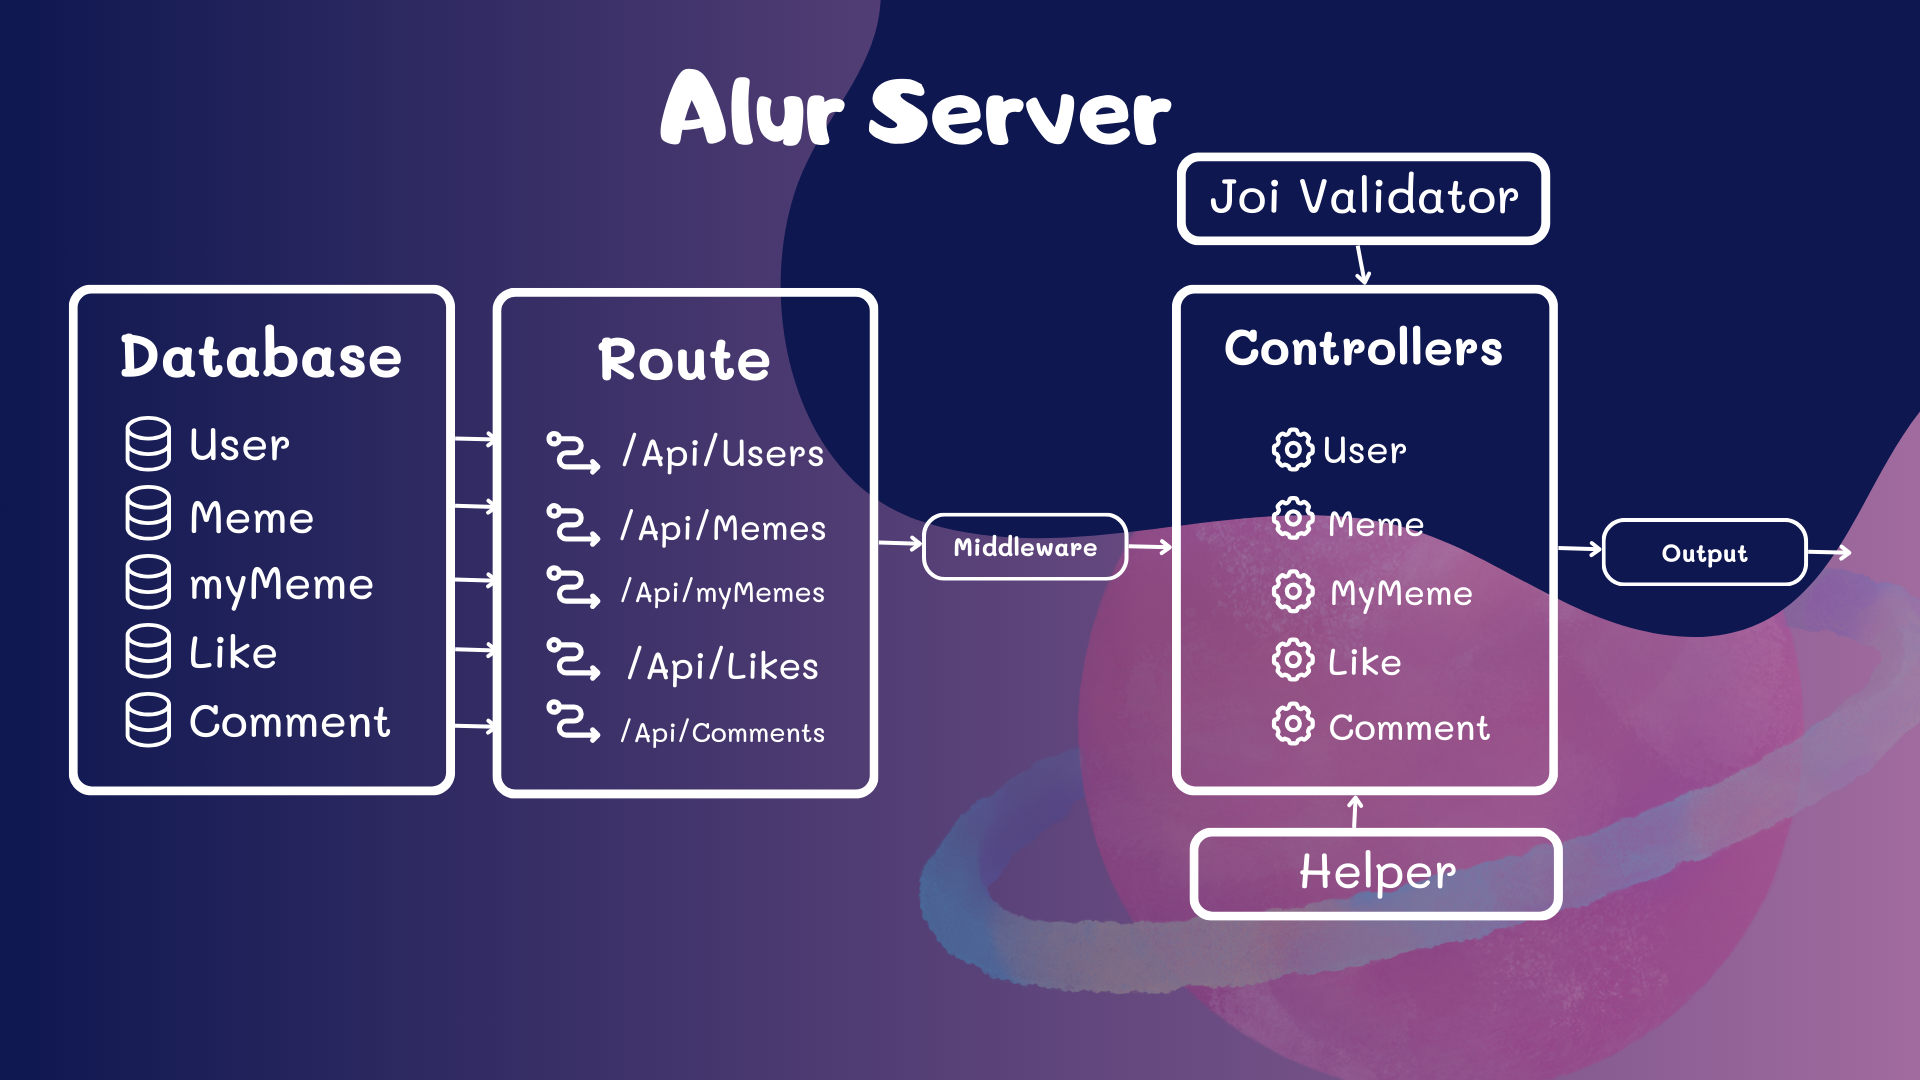 Alur Server
Joi Validator
Database
User
Meme
myMeme
Like
Comment
Route
/Api/Users
/Api/Memes
/Api/myMemes
/Api/Likes
/Api/Comments
Middleware
Controllers
User
Meme
MyMeme
Like
Comment
Output
Helper